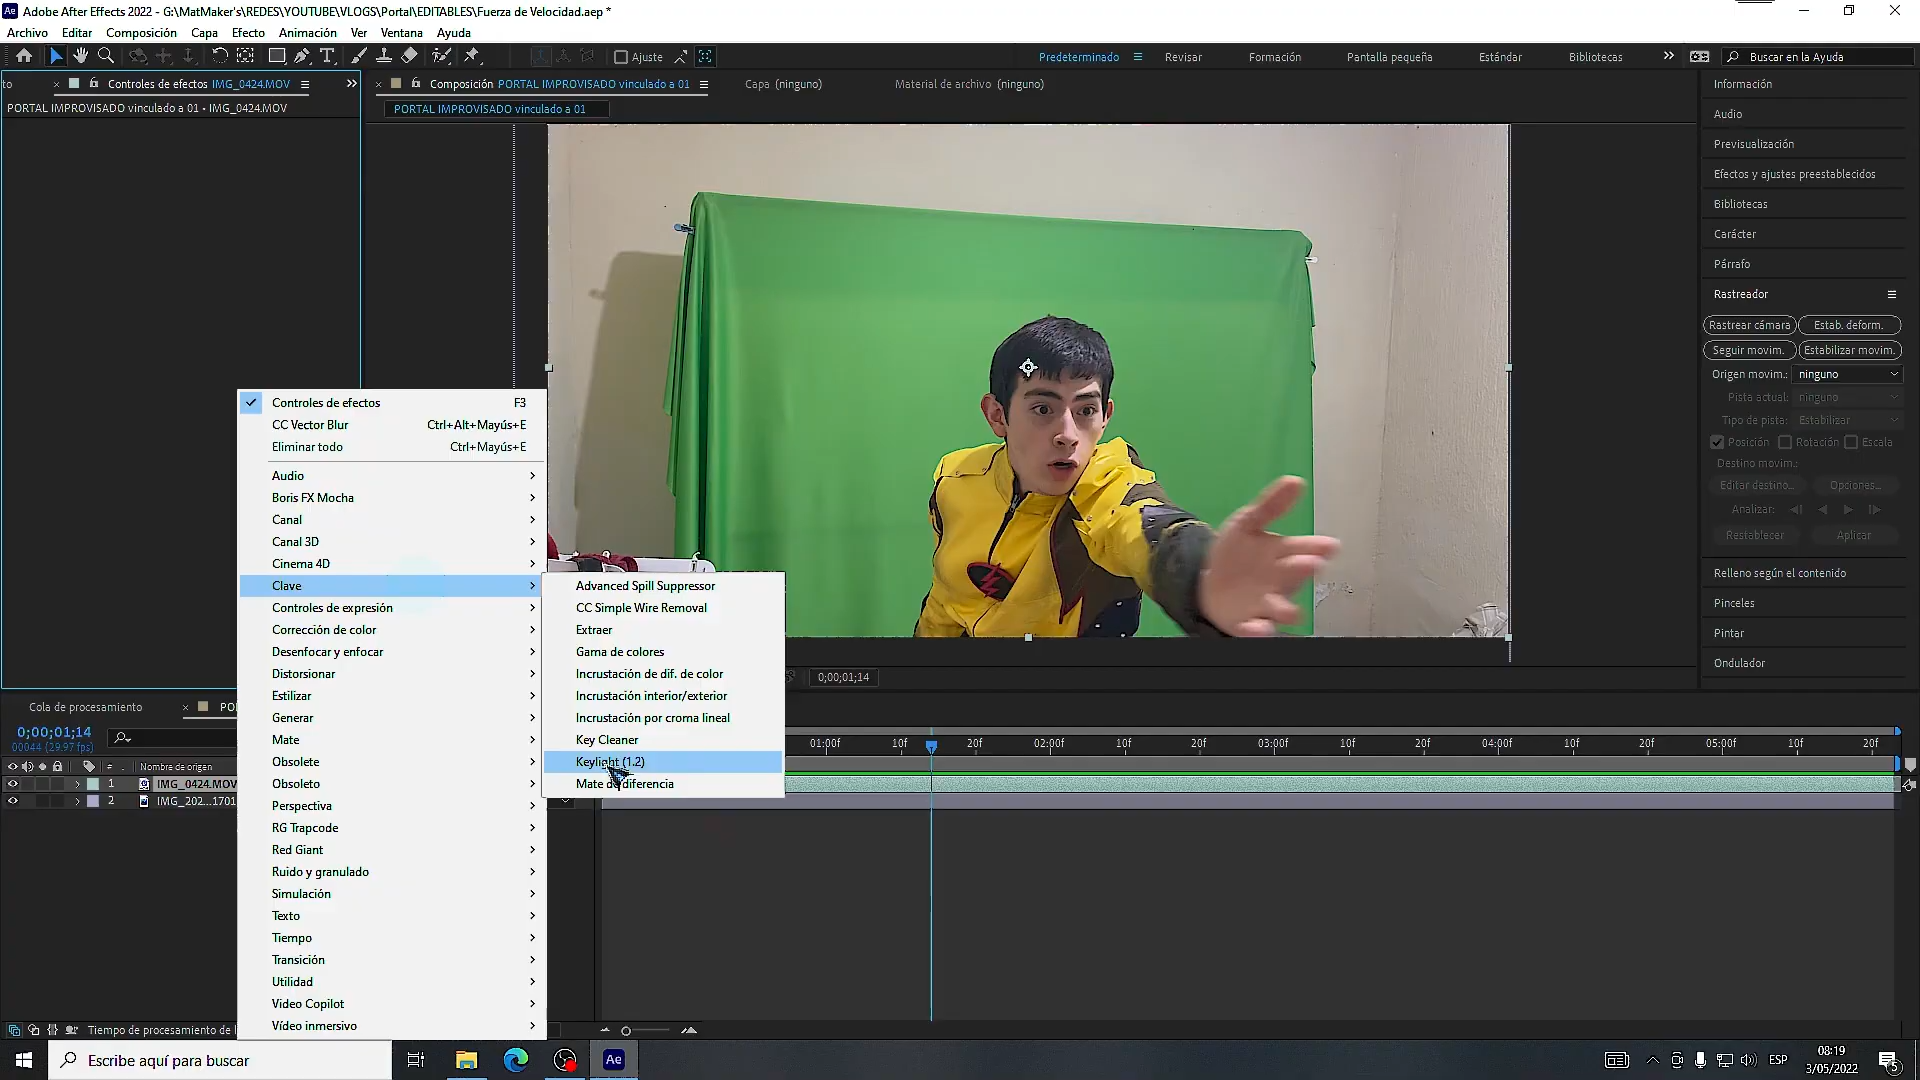 Adobe After Effects 2022 - G:\MatMaker's\REDES\YOUTUBE\VLOGS\Portal\EDITABLES\Fuerza de Velocidad.aep *
Archivo Editar Composición Capa Efecto Animación Ver Ventana Ayuda
Ajuste
Predeterminado Revisar Formación Pantalla pequeña Estándar Bibliotecas Buscar en la Ayuda
to Controles de efectos IMG_0424.MOV
Composición PORTAL IMPROVISADO vinculado a 01
Capa (ninguno)
Material de archivo (ninguno)
PORTAL IMPROVISADO vinculado a 01 • IMG_0424.MOV
PORTAL IMPROVISADO vinculado a 01
Información
Audio
Previsualización
Efectos y ajustes preestablecidos
Bibliotecas
Carácter
Párrafo
Rastreador
Rastrear cámara Estab. deform.
Seguir movim. Estabilizar movim.
Origen movim.: ninguno
Pista actual: ninguno
Tipo de pista: Estabilizar
Posición Rotación Escala
Destino movim.:
Editar destino... Opciones...
Analizar:
Restablecer Aplicar
Relleno según el contenido
Pinceles
Pintar
Ondulador
Controles de efectos F3
CC Vector Blur Ctrl+Alt+Mayús+E
Eliminar todo Ctrl+Mayús+E
Audio
Boris FX Mocha
Canal
Canal 3D
Cinema 4D
Clave
Controles de expresión
Corrección de color
Desenfocar y enfocar
Distorsionar
Estilizar
Generar
Mate
Obsolete
Obsoleto
Perspectiva
RG Trapcode
Red Giant
Ruido y granulado
Simulación
Texto
Tiempo
Transición
Utilidad
Video Copilot
Vídeo inmersivo
Advanced Spill Suppressor
CC Simple Wire Removal
Extraer
Gama de colores
Incrustación de dif. de color
Incrustación interior/exterior
Incrustación por croma lineal
Key Cleaner
Keylight (1.2)
Mate de diferencia
0;00;01;14
Cola de procesamiento
PO
0;00;01;14
00044 (29.97 fps)
01:00f 10f 20f 02:00f 10f 20f 03:00f 10f 20f 04:00f 10f 20f 05:00f 10f 20f
# . Nombre de origen
1 IMG_0424.MOV
2 IMG_202...1701
Tiempo de procesamiento de l
Escribe aquí para buscar
Ae
ESP
08:19
3/05/2022
5